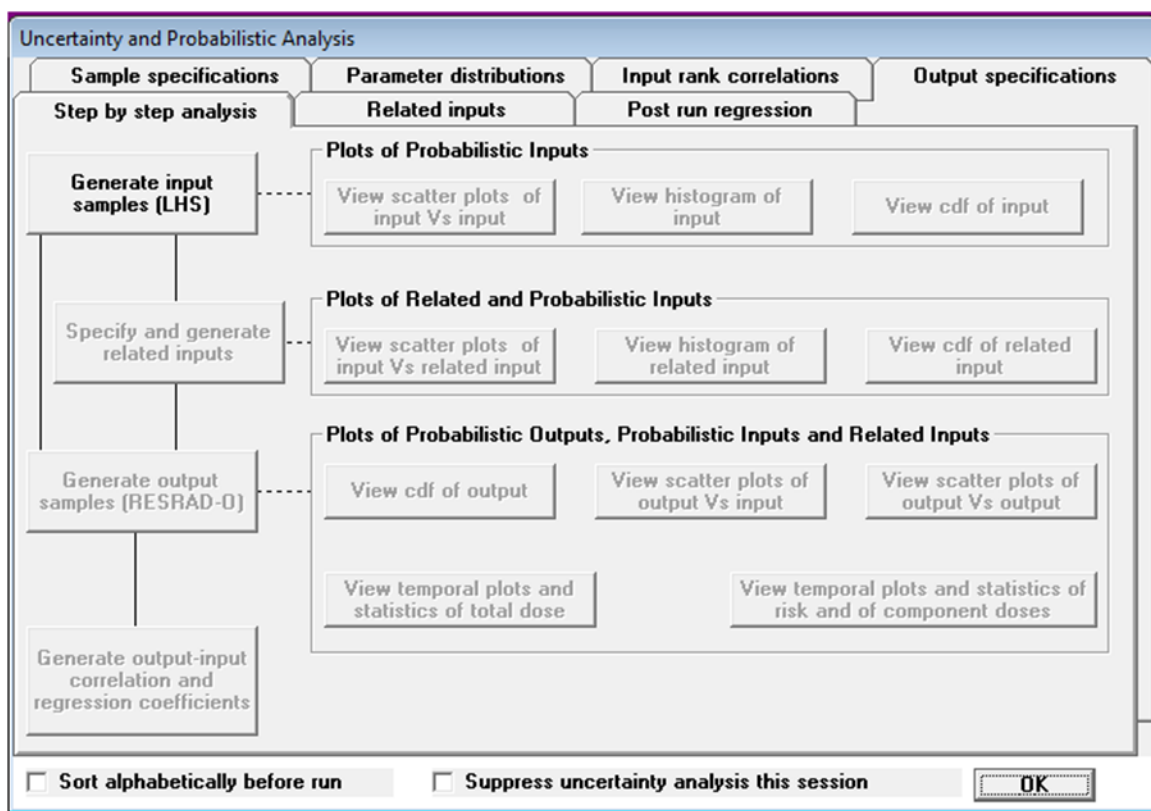 Uncertainty and Probabilistic Analysis
Sample specifications
Parameter distributions
Input rank correlations
Output specifications
Step by step analysis
Related inputs
Post run regression
Generate input
samples (LHS)
Plots of Probabilistic Inputs
View scatter plots of
input Vs input
View histogram of
input
View cdf of input
Specify and generate
related inputs
Plots of Related and Probabilistic Inputs
View scatter plots of
input Vs related input
View histogram of
related input
View cdf of related
input
Generate output
samples (RESRAD-O)
Plots of Probabilistic Outputs, Probabilistic Inputs and Related Inputs
View cdf of output
View scatter plots of
output Vs input
View scatter plots of
output Vs output
View temporal plots and
statistics of total dose
View temporal plots and statistics of
risk and of component doses
Generate output-input
correlation and
regression coefficients
Sort alphabetically before run
Suppress uncertainty analysis this session
OK